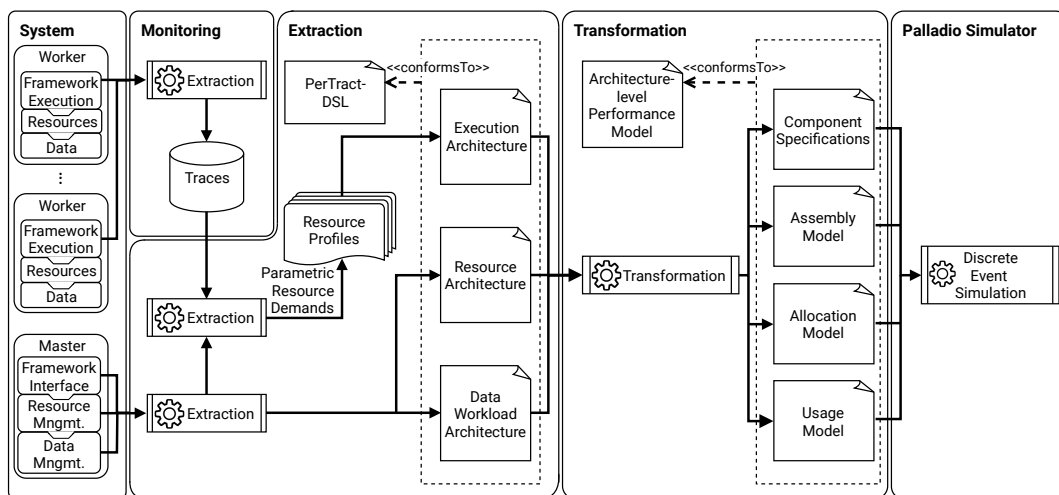 System
Monitoring
Extraction
Transformation
Palladio Simulator
Worker
Framework
Execution
Resources
Data
...
Worker
Framework
Execution
Resources
Data
Master
Framework
Interface
Resource
Mngmt.
Data
Mngmt.
Extraction
Traces
Extraction
Extraction
PerTract-
DSL
<<conformsTo>>
Resource
Profiles
Parametric
Resource
Demands
Execution
Architecture
Resource
Architecture
Data
Workload
Architecture
Architecture-
level
Performance
Model
<<conformsTo>>
Transformation
Component
Specifications
Assembly
Model
Allocation
Model
Usage
Model
Discrete
Event
Simulation